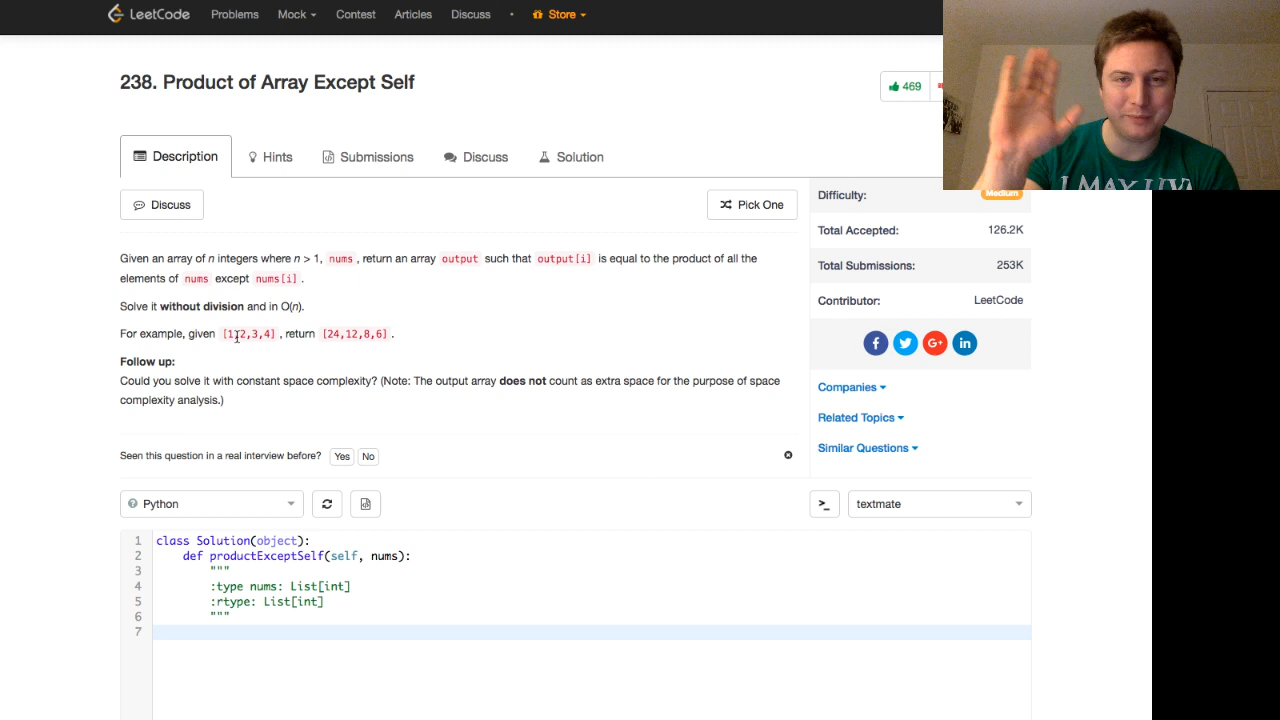 LeetCode Problems Mock Contest Articles Discuss • Store
238. Product of Array Except Self
469
Description Hints Submissions Discuss Solution
Discuss Pick One
Difficulty: Medium
Total Accepted: 126.2K
Total Submissions: 253K
Contributor: LeetCode
Given an array of n integers where n > 1, nums, return an array output such that output[i] is equal to the product of all the
elements of nums except nums[i].
Solve it without division and in O(n).
For example, given [1,2,3,4], return [24,12,8,6].
Follow up:
Could you solve it with constant space complexity? (Note: The output array does not count as extra space for the purpose of space
complexity analysis.)
Companies
Related Topics
Similar Questions
Seen this question in a real interview before? Yes No
Python >_ textmate
1 class Solution(object):
2 def productExceptSelf(self, nums):
3 """
4 :type nums: List[int]
5 :rtype: List[int]
6 """
7